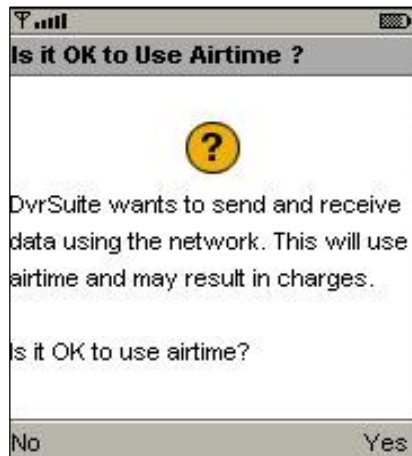 Is it OK to Use Airtime ?
?
DvrSuite wants to send and receive
data using the network. This will use
airtime and may result in charges.
Is it OK to use airtime?
No Yes